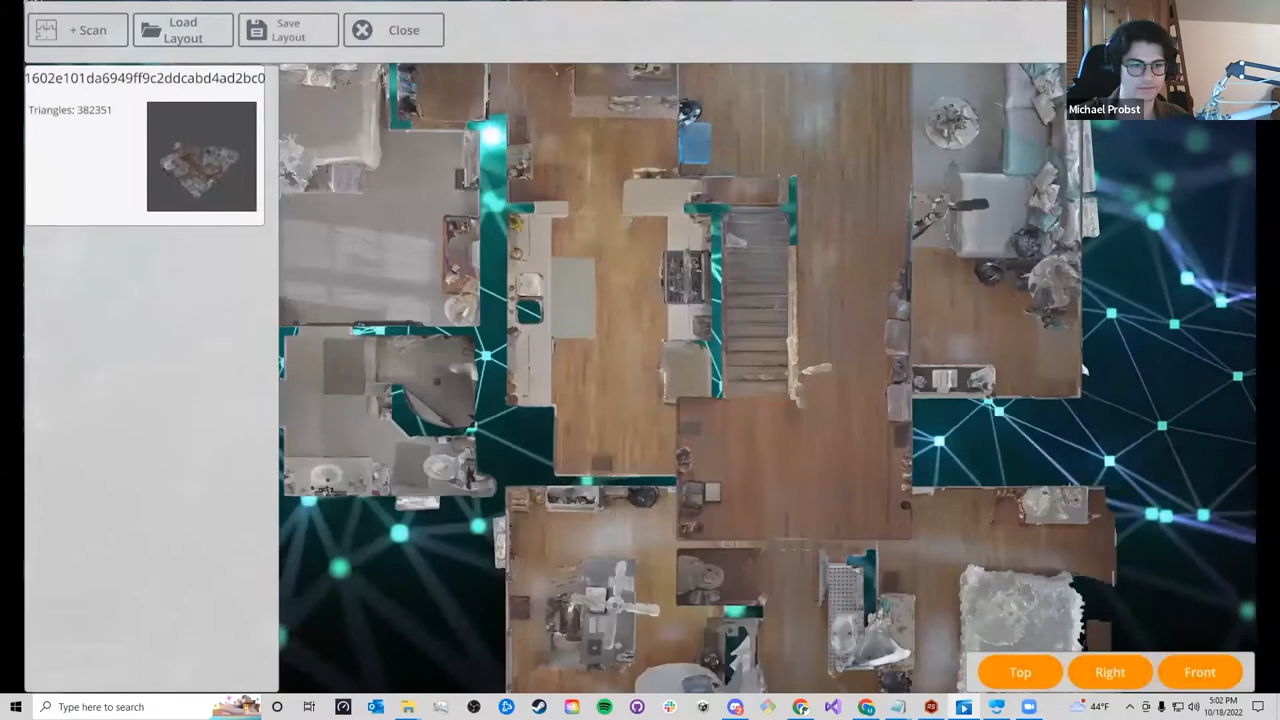 + Scan
Load
Layout
Save
Layout
Close
Michael Probst
1602e101da6949ff9c2ddcabd4ad2bc0
Triangles: 382351
Top
Right
Front
Type here to search
44°F
5:02 PM
10/18/2022